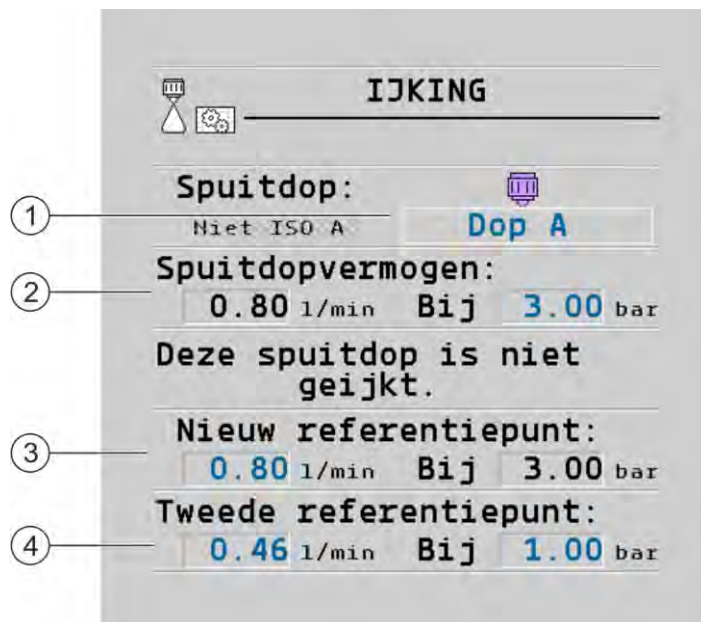 IJKING
Spuitdop:
1 Niet ISO A Dop A
Spuitdopvermogen:
2 0.80 l/min Bij 3.00 bar
Deze spuitdop is niet
geijkt.
Nieuw referentiepunt:
3 0.80 l/min Bij 3.00 bar
Tweede referentiepunt:
4 0.46 l/min Bij 1.00 bar